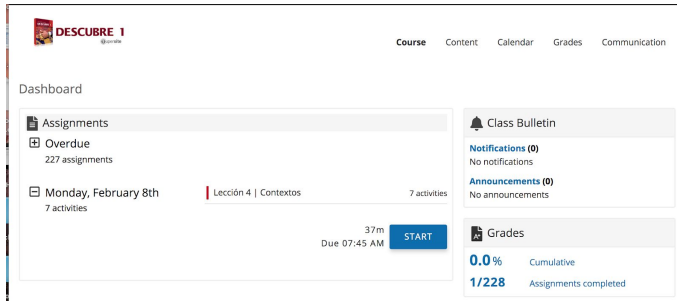 DESCUBRE 1
Course
Content
Calendar
Grades
Communication
Dashboard
Assignments
Overdue
227 assignments
Monday, February 8th
7 activities
Lección 4 | Contextos
7 activities
37m
Due 07:45 AM
START
Class Bulletin
Notifications (0)
No notifications
Announcements (0)
No announcements
Grades
0.0% Cumulative
1/228 Assignments completed